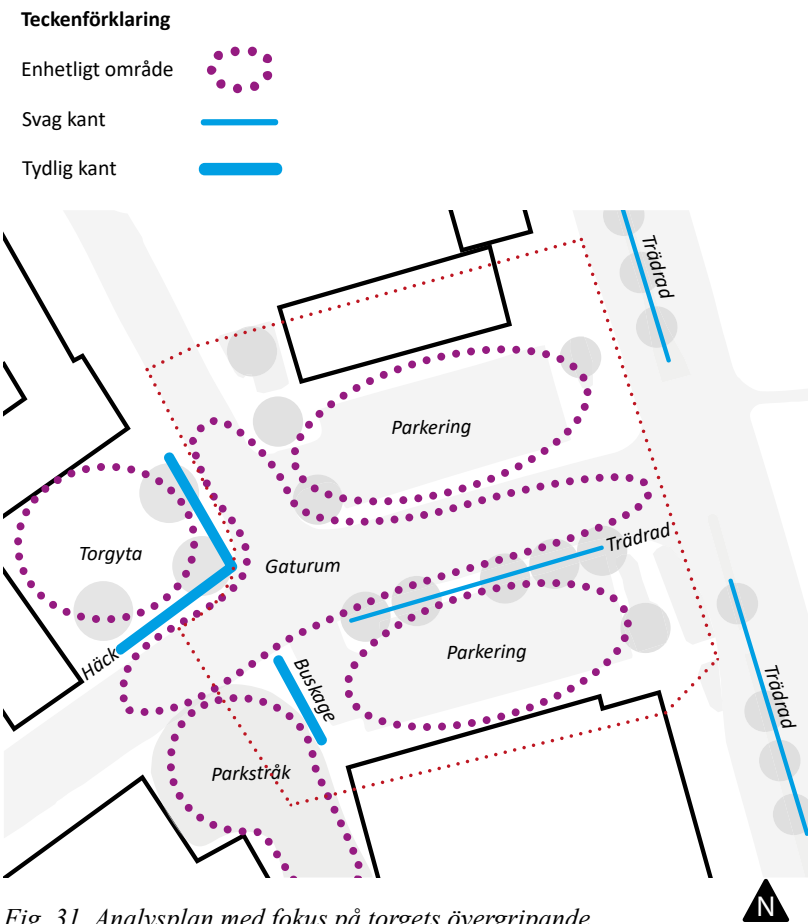 Teckenförklaring
Enhetligt område
Svag kant
Tydlig kant
Trädrad
Parkering
Torgyta
Gaturum
Trädrad
Häck
Buskage
Parkering
Trädrad
Parkstråk
N
Fig. 31. Analysplan med fokus på torgets övergripande